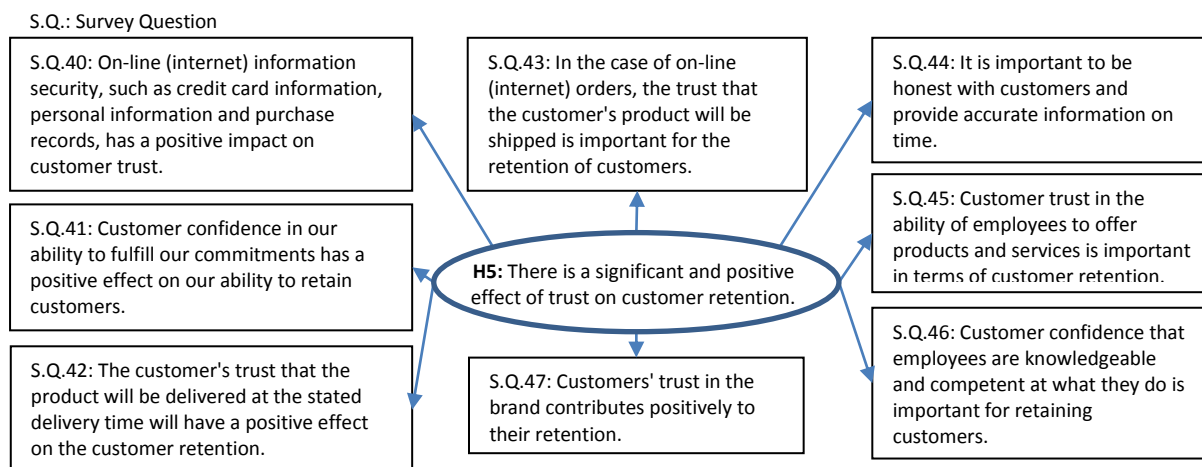 S.Q.: Survey Question
S.Q.40: On-line (internet) information
security, such as credit card information,
personal information and purchase
records, has a positive impact on
customer trust.
S.Q.43: In the case of on-line
(internet) orders, the trust that
the customer's product will be
shipped is important for the
retention of customers.
S.Q.44: It is important to be
honest with customers and
provide accurate information on
time.
S.Q.41: Customer confidence in our
ability to fulfill our commitments has a
positive effect on our ability to retain
customers.
H5: There is a significant and positive
effect of trust on customer retention.
S.Q.45: Customer trust in the
ability of employees to offer
products and services is important
in terms of customer retention.
S.Q.42: The customer's trust that the
product will be delivered at the stated
delivery time will have a positive effect
on the customer retention.
S.Q.47: Customers' trust in the
brand contributes positively to
their retention.
S.Q.46: Customer confidence that
employees are knowledgeable
and competent at what they do is
important for retaining
customers.